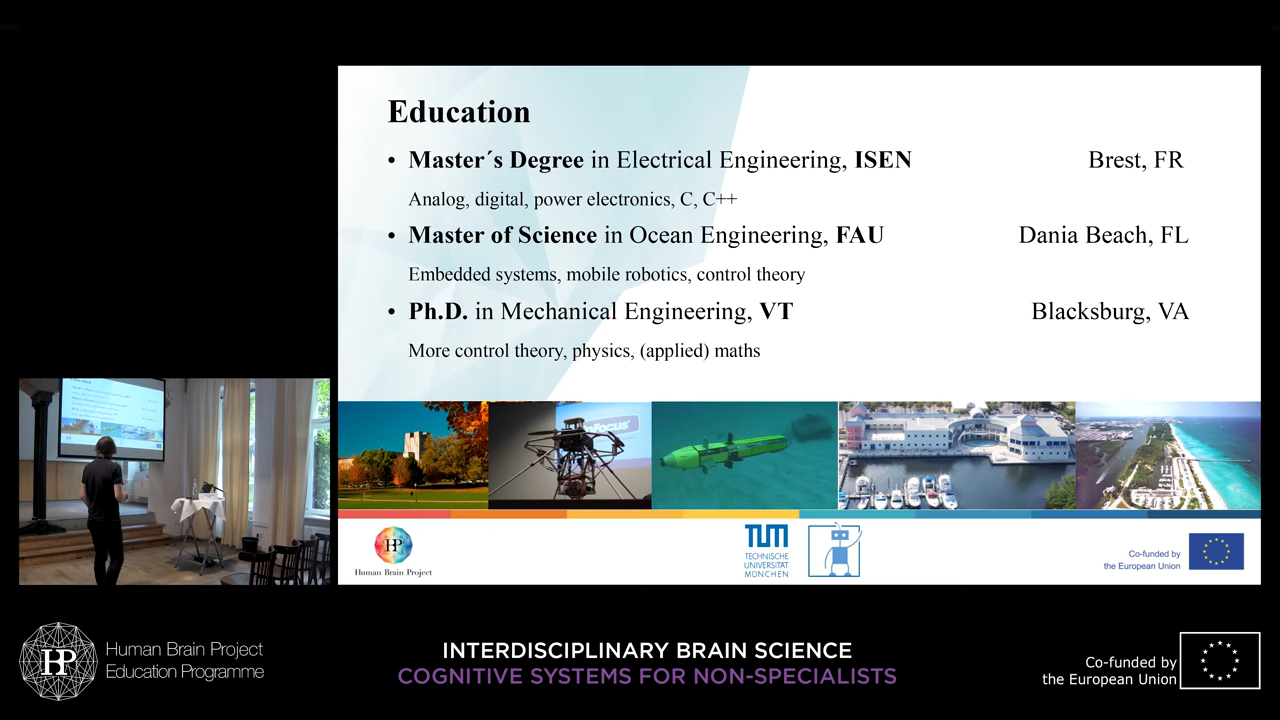 Education
• Master´s Degree in Electrical Engineering, ISEN Brest, FR
Analog, digital, power electronics, C, C++
• Master of Science in Ocean Engineering, FAU Dania Beach, FL
Embedded systems, mobile robotics, control theory
• Ph.D. in Mechanical Engineering, VT Blacksburg, VA
More control theory, physics, (applied) maths
HP
Human Brain Project
TUM
TECHNISCHE
UNIVERSITÄT
MÜNCHEN
Co-funded by
the European Union
HP
Human Brain Project
Education Programme
INTERDISCIPLINARY BRAIN SCIENCE
COGNITIVE SYSTEMS FOR NON-SPECIALISTS
Co-funded by
the European Union